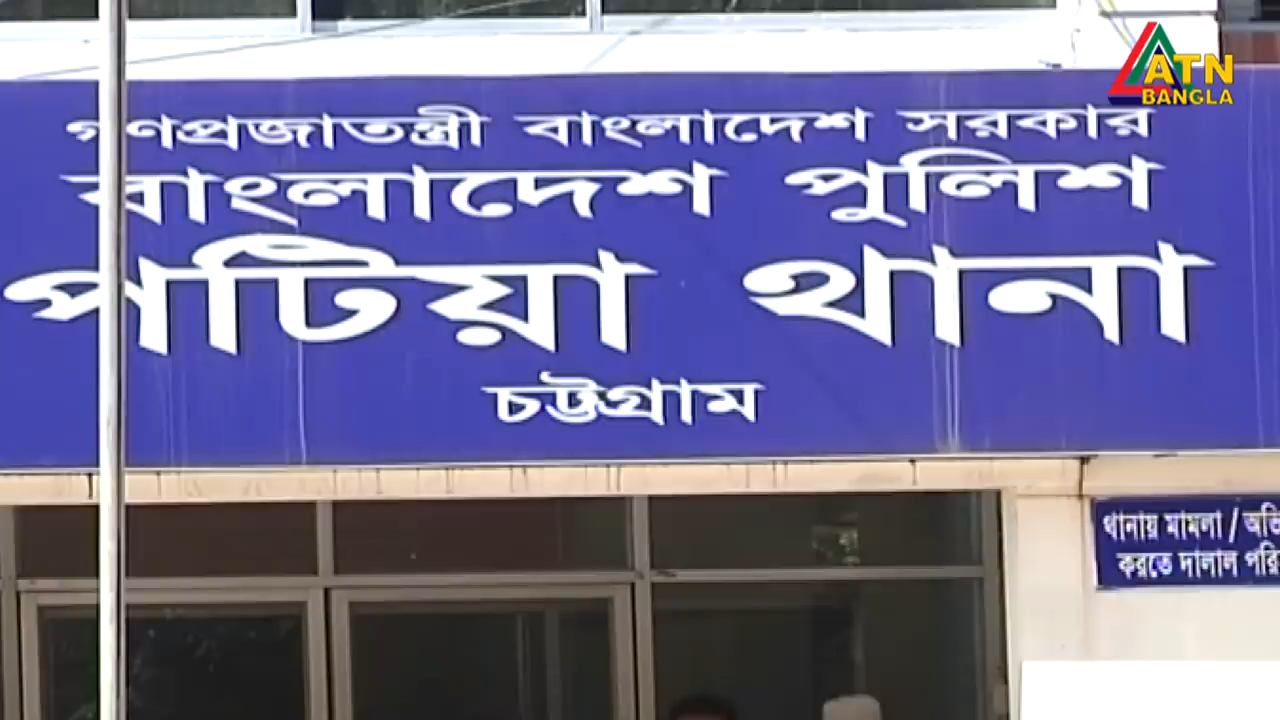 ATN
BANGLA
গণপ্রজাতন্ত্রী বাংলাদেশ সরকার
বাংলাদেশ পুলিশ
পটিয়া থানা
চট্টগ্রাম
থানায় মামলা /
করতে দালাল